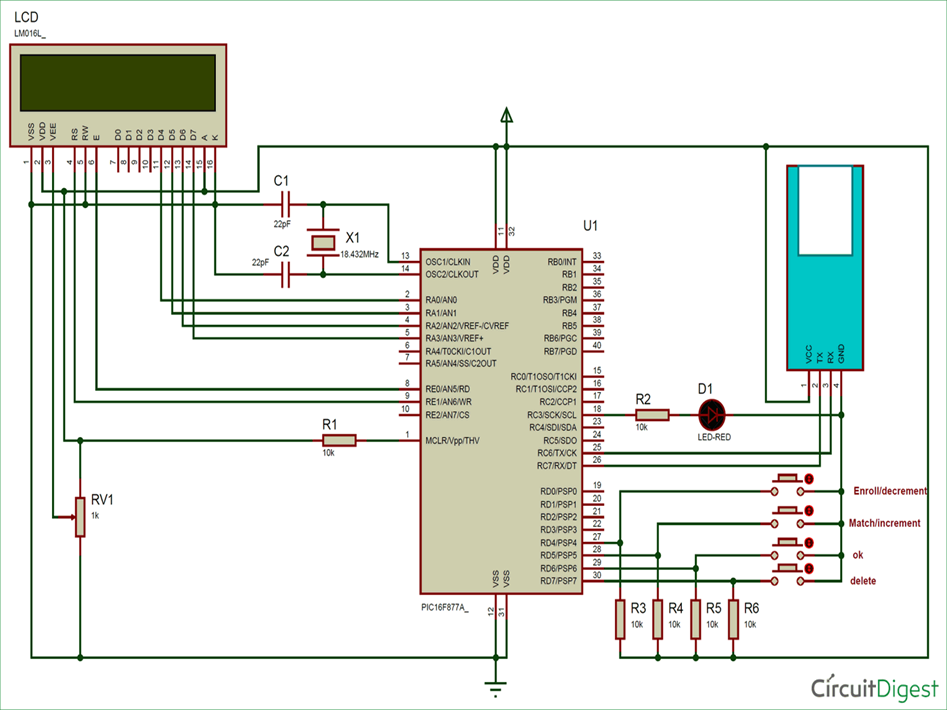 LCD
LM016L_
VSS VDD VEE RS RW E D0 D1 D2 D3 D4 D5 D6 D7 A K
1 2 3 4 5 6 7 8 9 10 11 12 13 14 15 16
C1
22pF
C2
22pF
X1
18.432MHz
U1
11 32
VDD VDD
13 OSC1/CLKIN RB0/INT 33
14 OSC2/CLKOUT RB1 34
RB2 35
2 RA0/AN0 RB3/PGM 36
3 RA1/AN1 RB4 37
4 RA2/AN2/VREF-/CVREF RB5 38
5 RA3/AN3/VREF+ RB6/PGC 39
6 RA4/T0CKI/C1OUT RB7/PGD 40
7 RA5/AN4/SS/C2OUT
RC0/T1OSO/T1CKI 15
8 RE0/AN5/RD RC1/T1OSI/CCP2 16
9 RE1/AN6/WR RC2/CCP1 17
10 RE2/AN7/CS RC3/SCK/SCL 18
RC4/SDI/SDA 23
1 MCLR/Vpp/THV RC5/SDO 24
RC6/TX/CK 25
RC7/RX/DT 26
RD0/PSP0 19
RD1/PSP1 20
RD2/PSP2 21
RD3/PSP3 22
RD4/PSP4 27
RD5/PSP5 28
RD6/PSP6 29
RD7/PSP7 30
VSS VSS
12 31
PIC16F877A_
R1
10k
RV1
1k
R2
10k
D1
LED-RED
VCC TX RX GND
1 2 3 4
Enroll/decrement
Match/increment
ok
delete
R3
10k
R4
10k
R5
10k
R6
10k
CircuitDigest